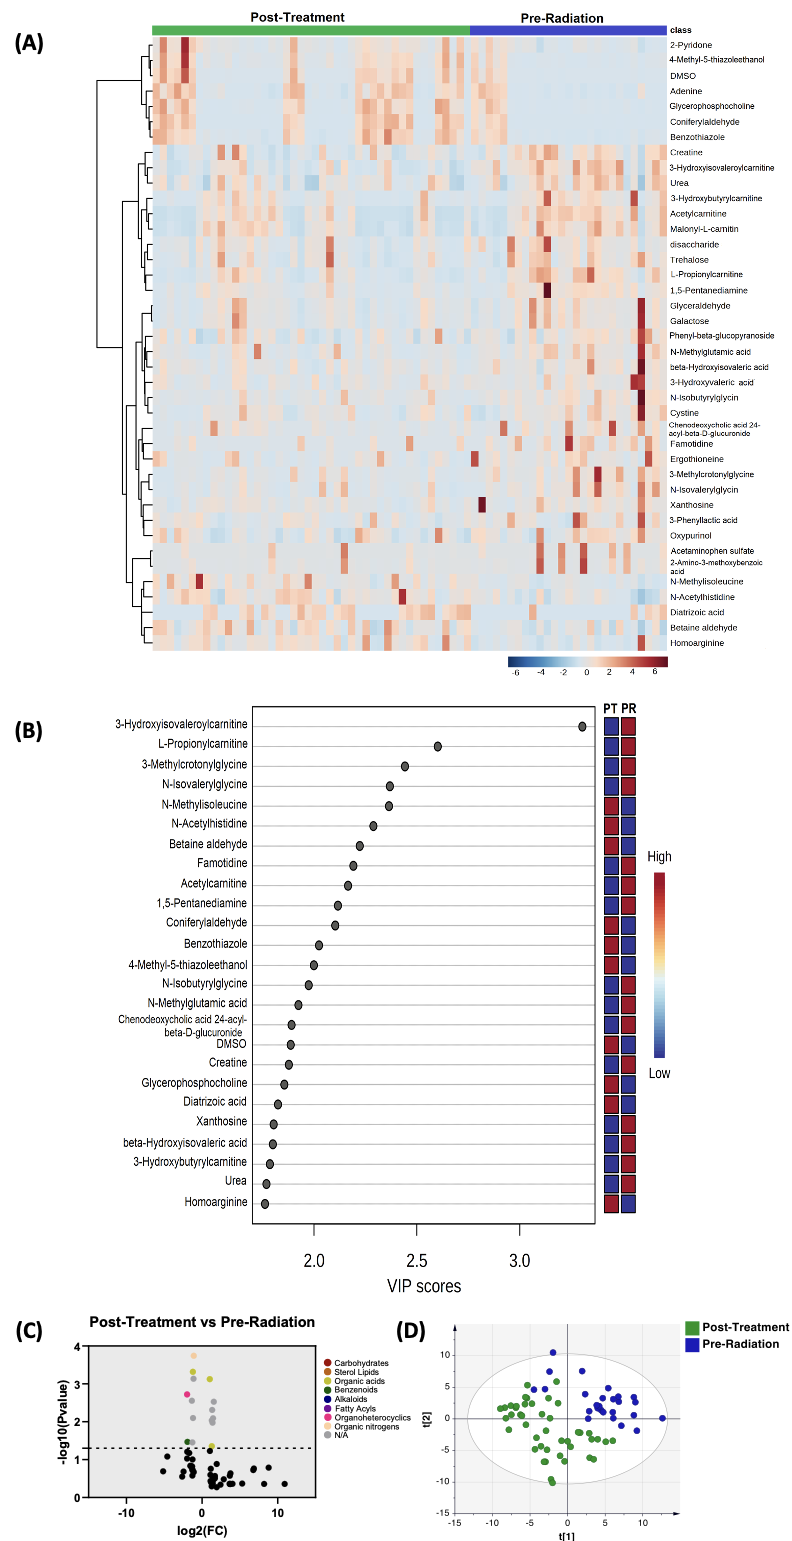 (A)
Post-Treatment
Pre-Radiation
class
2-Pyridone
4-Methyl-5-thiazoleethanol
DMSO
Adenine
Glycerophosphocholine
Coniferylaldehyde
Benzothiazole
Creatine
3-Hydroxyisovaleroylcarnitine
Urea
3-Hydroxybutyrylcarnitine
Acetylcarnitine
Malonyl-L-carnitin
disaccharide
Trehalose
L-Propionylcarnitine
1,5-Pentanediamine
Glyceraldehyde
Galactose
Phenyl-beta-glucopyranoside
N-Methylglutamic acid
beta-Hydroxyisovaleric acid
3-Hydroxyvaleric acid
N-Isobutyrylglycin
Cystine
Chenodeoxycholic acid 24-
acyl-beta-D-glucuronide
Famotidine
Ergothioneine
3-Methylcrotonylglycine
N-Isovalerylglycin
Xanthosine
3-Phenyllactic acid
Oxypurinol
Acetaminophen sulfate
2-Amino-3-methoxybenzoic
acid
N-Methylisoleucine
N-Acetylhistidine
Diatrizoic acid
Betaine aldehyde
Homoarginine
-6 -4 -2 0 2 4 6
(B)
PT PR
3-Hydroxyisovaleroylcarnitine
L-Propionylcarnitine
3-Methylcrotonylglycine
N-Isovalerylglycine
N-Methylisoleucine
N-Acetylhistidine
Betaine aldehyde
Famotidine
Acetylcarnitine
1,5-Pentanediamine
Coniferylaldehyde
Benzothiazole
4-Methyl-5-thiazoleethanol
N-Isobutyrylglycine
N-Methylglutamic acid
Chenodeoxycholic acid 24-acyl-
beta-D-glucuronide
DMSO
Creatine
Glycerophosphocholine
Diatrizoic acid
Xanthosine
beta-Hydroxyisovaleric acid
3-Hydroxybutyrylcarnitine
Urea
Homoarginine
High
Low
2.0 2.5 3.0
VIP scores
(C)
Post-Treatment vs Pre-Radiation
-log10(Pvalue)
4
3
2
1
0
-10 0 10
log2(FC)
Carbohydrates
Organic sulfates
Organic acids
Benzenoids
Alkaloids
Fatty Acyls
Organoheterocyclics
Organic nitrogens
N/A
(D)
Post-Treatment
Pre-Radiation
t[2]
10
5
0
-5
-10
-15
-15 -10 -5 0 5 10
t[1]